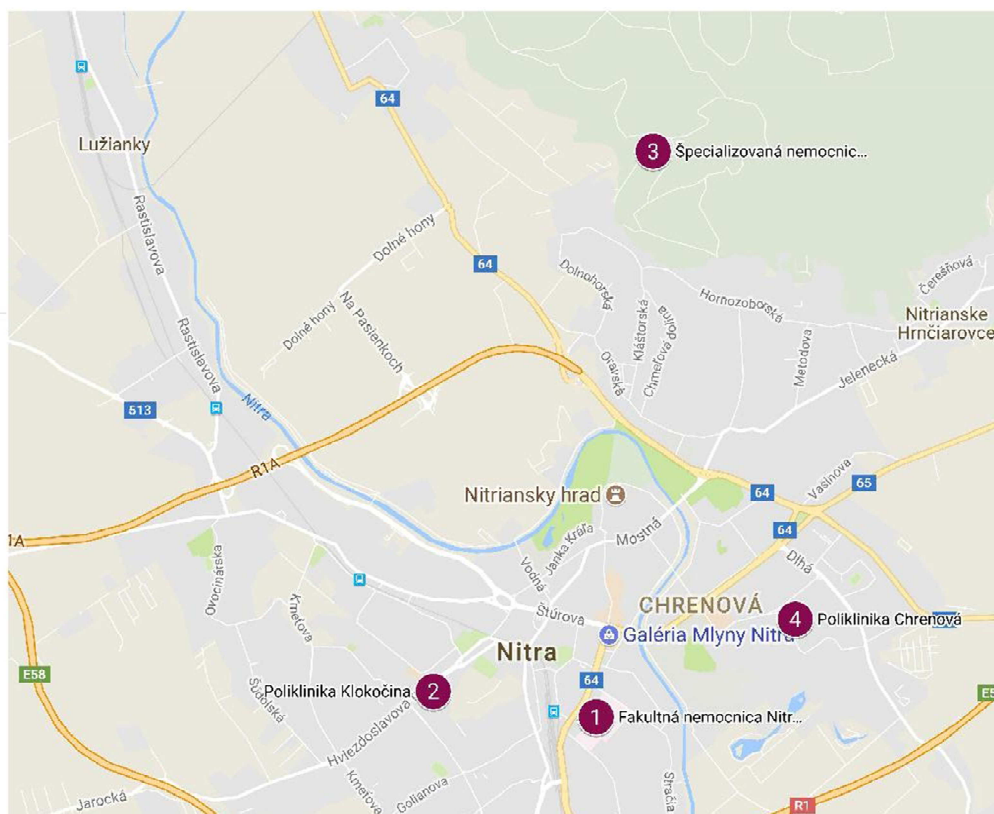 64
Lužianky
3 Špecializovaná nemocnic...
Rastislavova
Dolné hony
64
Dolnohorská
Čerešňová
Kláštorská
Hornozoborská
Chmeľová dolina
Nitrianske
Hrnčiarovce
Na Pasienkoch
Dolné hony
Rastislavova
Oravská
Metodova
Jelenecká
513
Nitra
R1A
Vašinova
65
64
Nitriansky hrad
64
1A
Mostná
Janka Kráľa
Vodná
Dlhá
Ovocinárska
Kmeťova
Štúrova
CHRENOVÁ
4 Poliklinika Chrenová
Galéria Mlyny Nitra
Nitra
E58
Šúdolská
64
Poliklinika Klokočina 2
1 Fakultná nemocnica Nitr...
Hviezdoslavova
Kmeťova
Golianova
Jarocká
Stračia
R1